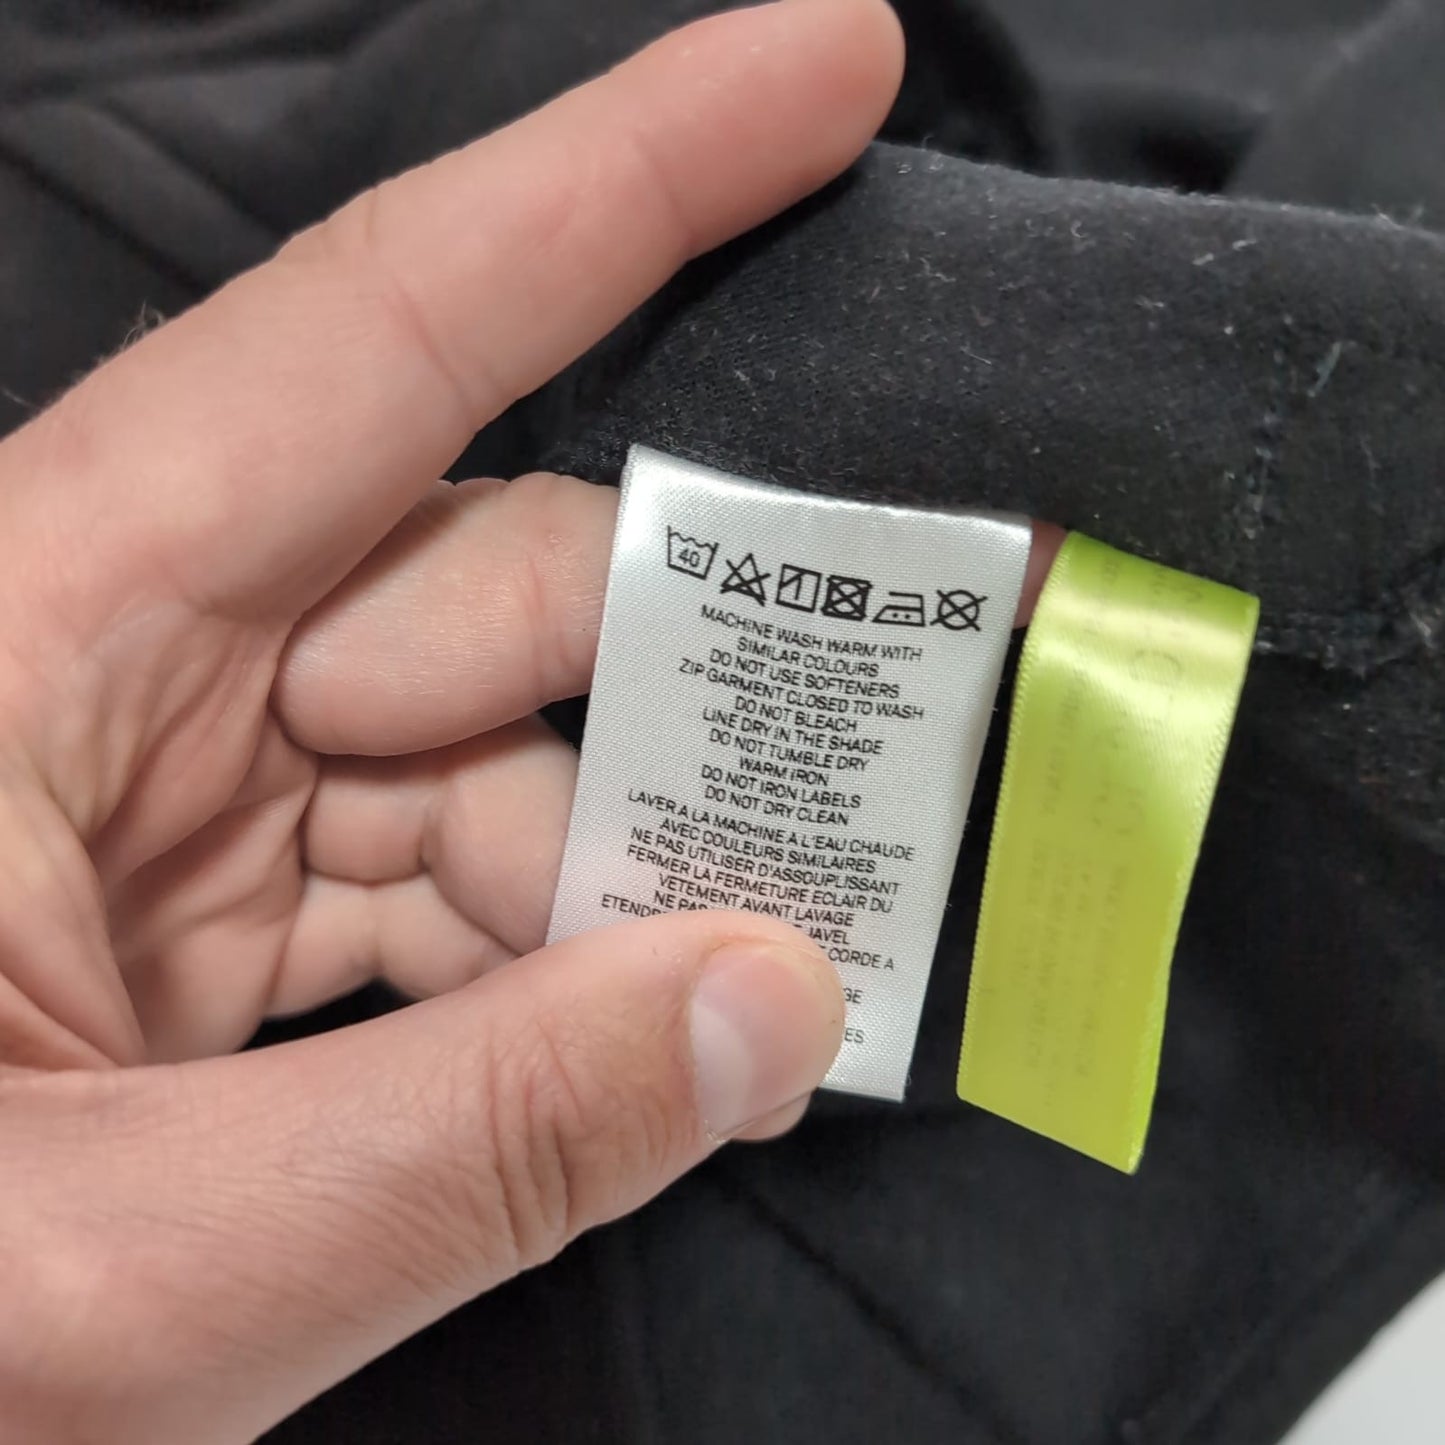 40
MACHINE WASH WARM WITH
SIMILAR COLOURS
DO NOT USE SOFTENERS
ZIP GARMENT CLOSED TO WASH
DO NOT BLEACH
LINE DRY IN THE SHADE
DO NOT TUMBLE DRY
WARM IRON
DO NOT IRON LABELS
DO NOT DRY CLEAN
LAVER A LA MACHINE A L'EAU CHAUDE
AVEC COULEURS SIMILAIRES
NE PAS UTILISER D'ASSOUPLISSANT
FERMER LA FERMETURE ECLAIR DU
VETEMENT AVANT LAVAGE
NE
CORDE A